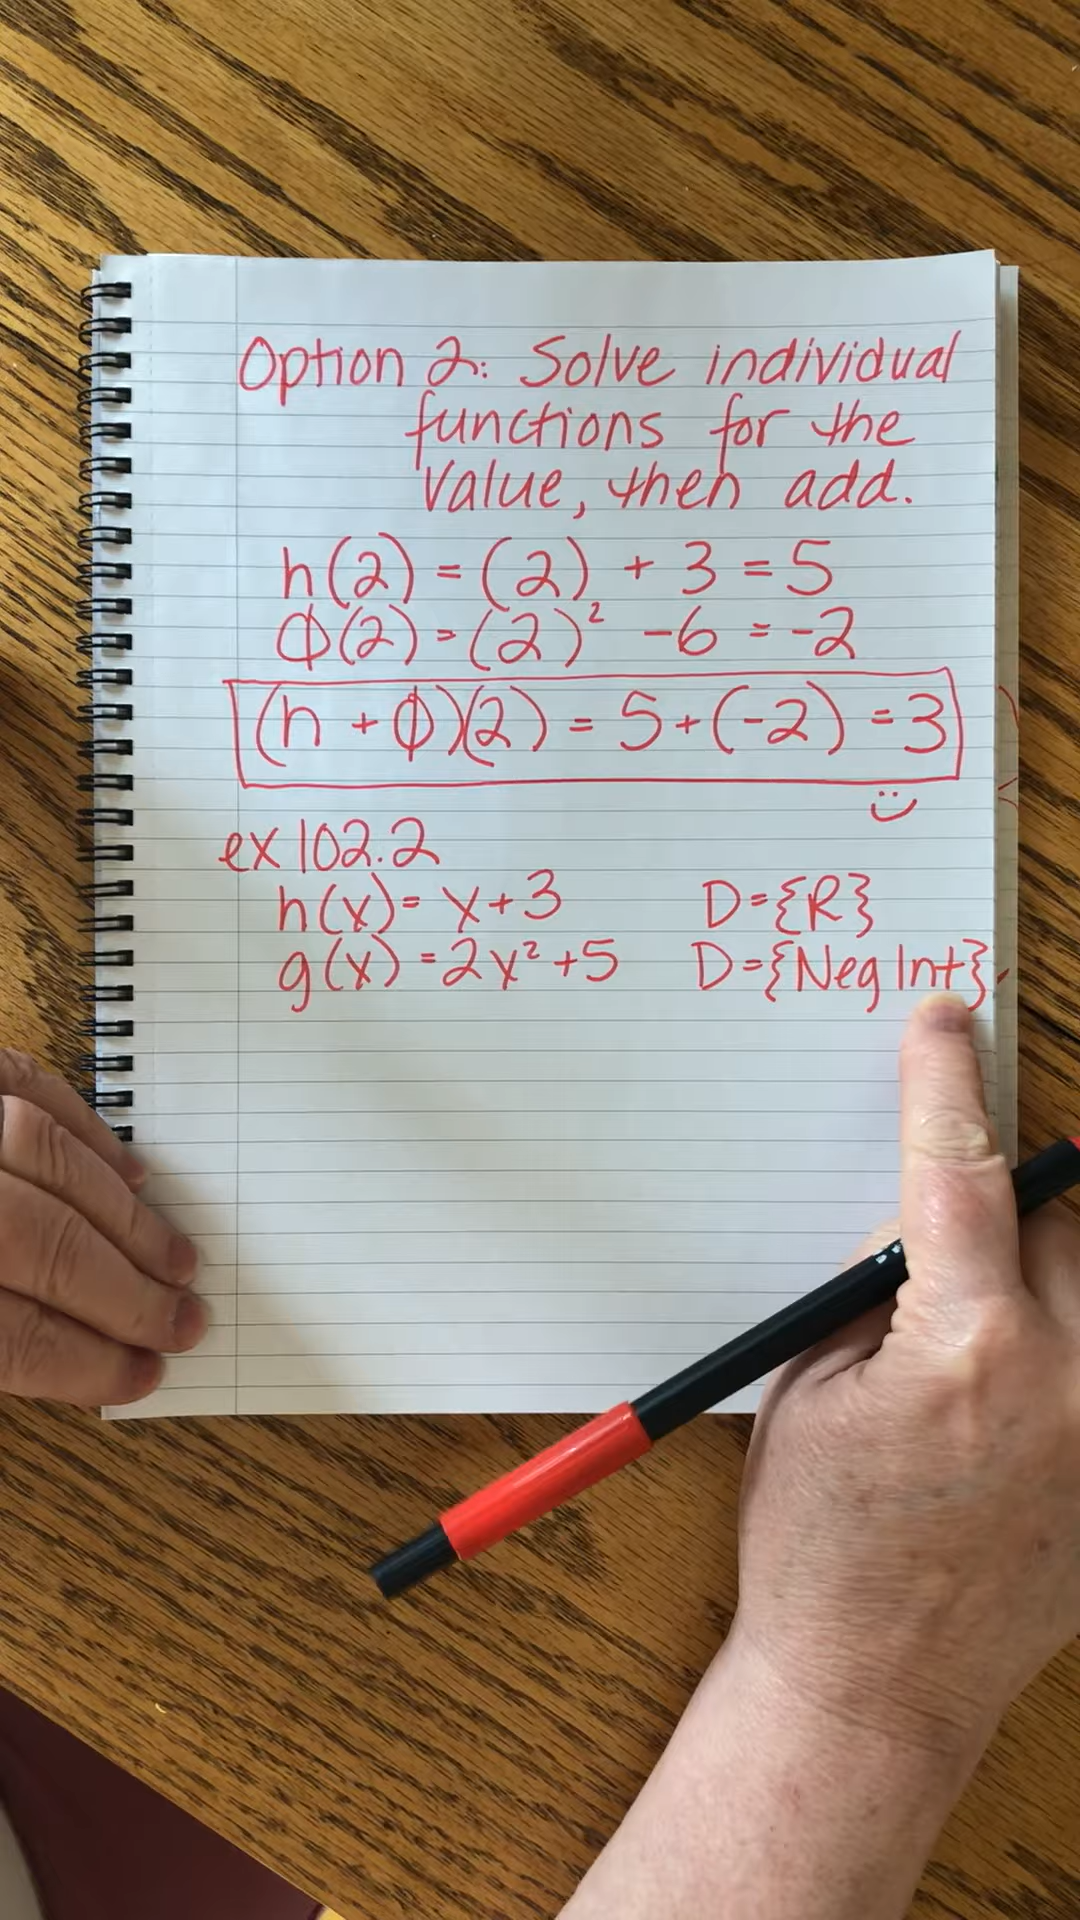 Option 2: Solve individual
functions for the
Value, then add.
h(2) = (2) + 3 = 5
φ(2) = (2)² - 6 = -2
(h + φ)(2) = 5 + (-2) = 3
ex 102.2
h(x) = x + 3 D = {R}
g(x) = 2x² + 5 D = {Neg Int}